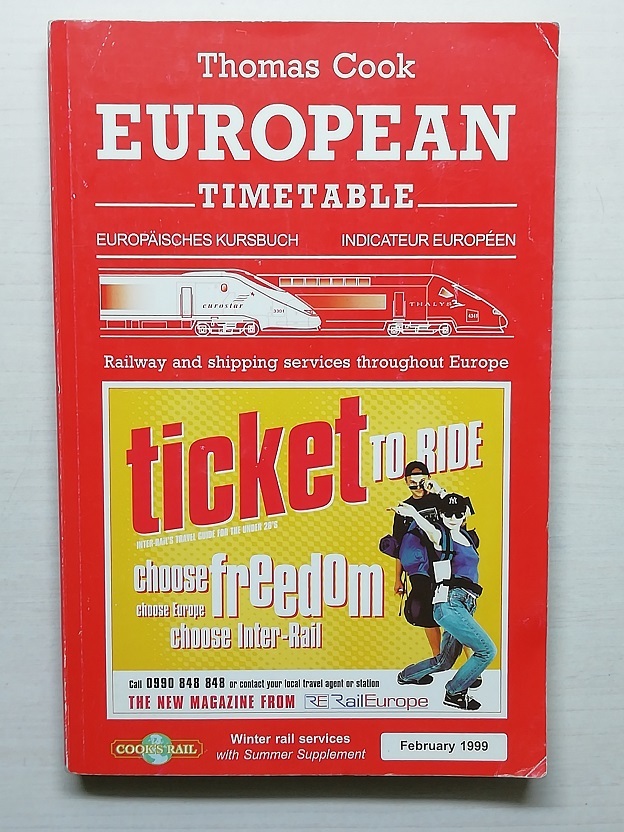 Thomas Cook
EUROPEAN
TIMETABLE
EUROPÄISCHES KURSBUCH INDICATEUR EUROPÉEN
eurostar
3101
THALYS
4341
Railway and shipping services throughout Europe
ticket TO RIDE
INTER-RAIL'S TRAVEL GUIDE FOR THE UNDER 26'S
choose freedom
choose Europe
choose Inter-Rail
Call 0990 848 848 or contact your local travel agent or station
THE NEW MAGAZINE FROM RE RailEurope
COOK'S RAIL
Winter rail services
with Summer Supplement
February 1999